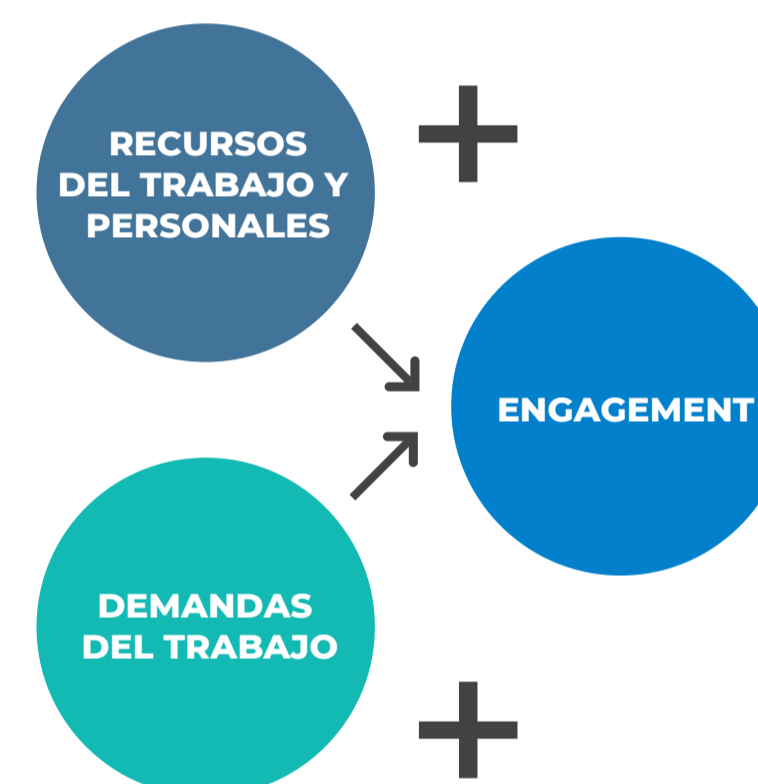 RECURSOS
DEL TRABAJO Y
PERSONALES
ENGAGEMENT
DEMANDAS
DEL TRABAJO